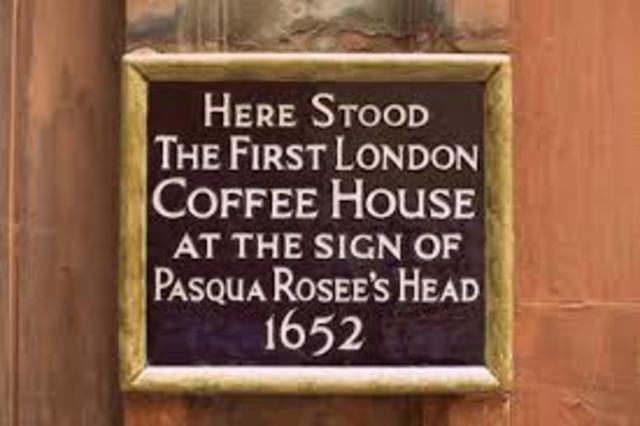 HERE STOOD
THE FIRST LONDON
COFFEE HOUSE
AT THE SIGN OF
PASQUA ROSEE'S HEAD
1652